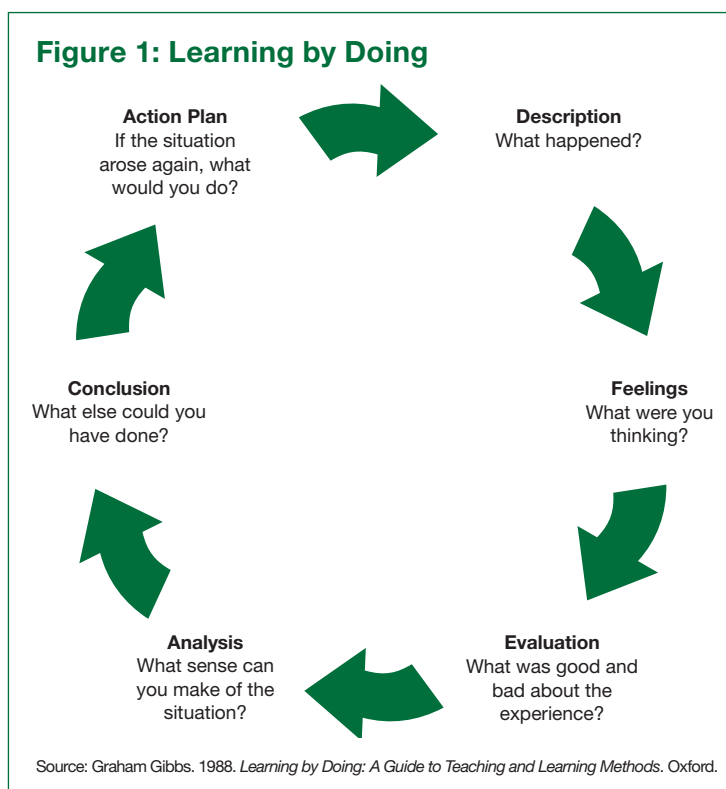 Figure 1: Learning by Doing
Action Plan
If the situation
arose again, what
would you do?
Description
What happened?
Feelings
What were you
thinking?
Evaluation
What was good and
bad about the
experience?
Analysis
What sense can
you make of the
situation?
Conclusion
What else could you
have done?
Source: Graham Gibbs. 1988. Learning by Doing: A Guide to Teaching and Learning Methods. Oxford.